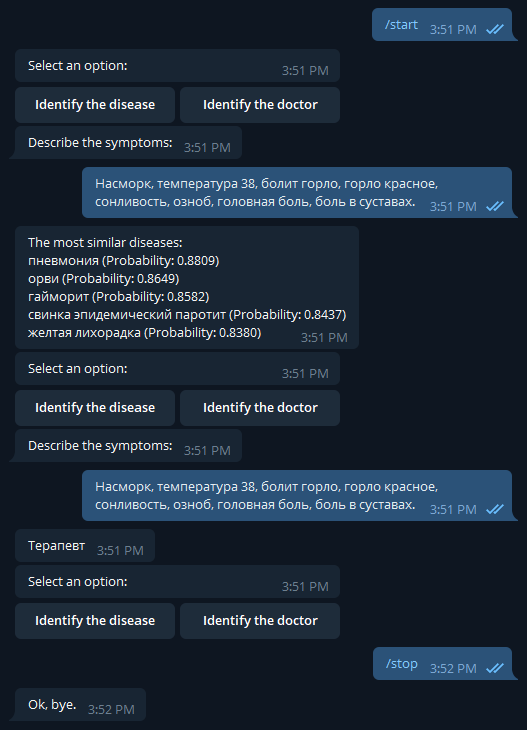 /start 3:51 PM
Select an option: 3:51 PM
Identify the disease Identify the doctor
Describe the symptoms: 3:51 PM
Насморк, температура 38, болит горло, горло красное,
сонливость, озноб, головная боль, боль в суставах. 3:51 PM
The most similar diseases:
пневмония (Probability: 0.8809)
орви (Probability: 0.8649)
гайморит (Probability: 0.8582)
свинка эпидемический паротит (Probability: 0.8437)
желтая лихорадка (Probability: 0.8380) 3:51 PM
Select an option: 3:51 PM
Identify the disease Identify the doctor
Describe the symptoms: 3:51 PM
Насморк, температура 38, болит горло, горло красное,
сонливость, озноб, головная боль, боль в суставах. 3:51 PM
Терапевт 3:51 PM
Select an option: 3:51 PM
Identify the disease Identify the doctor
/stop 3:52 PM
Ok, bye. 3:52 PM